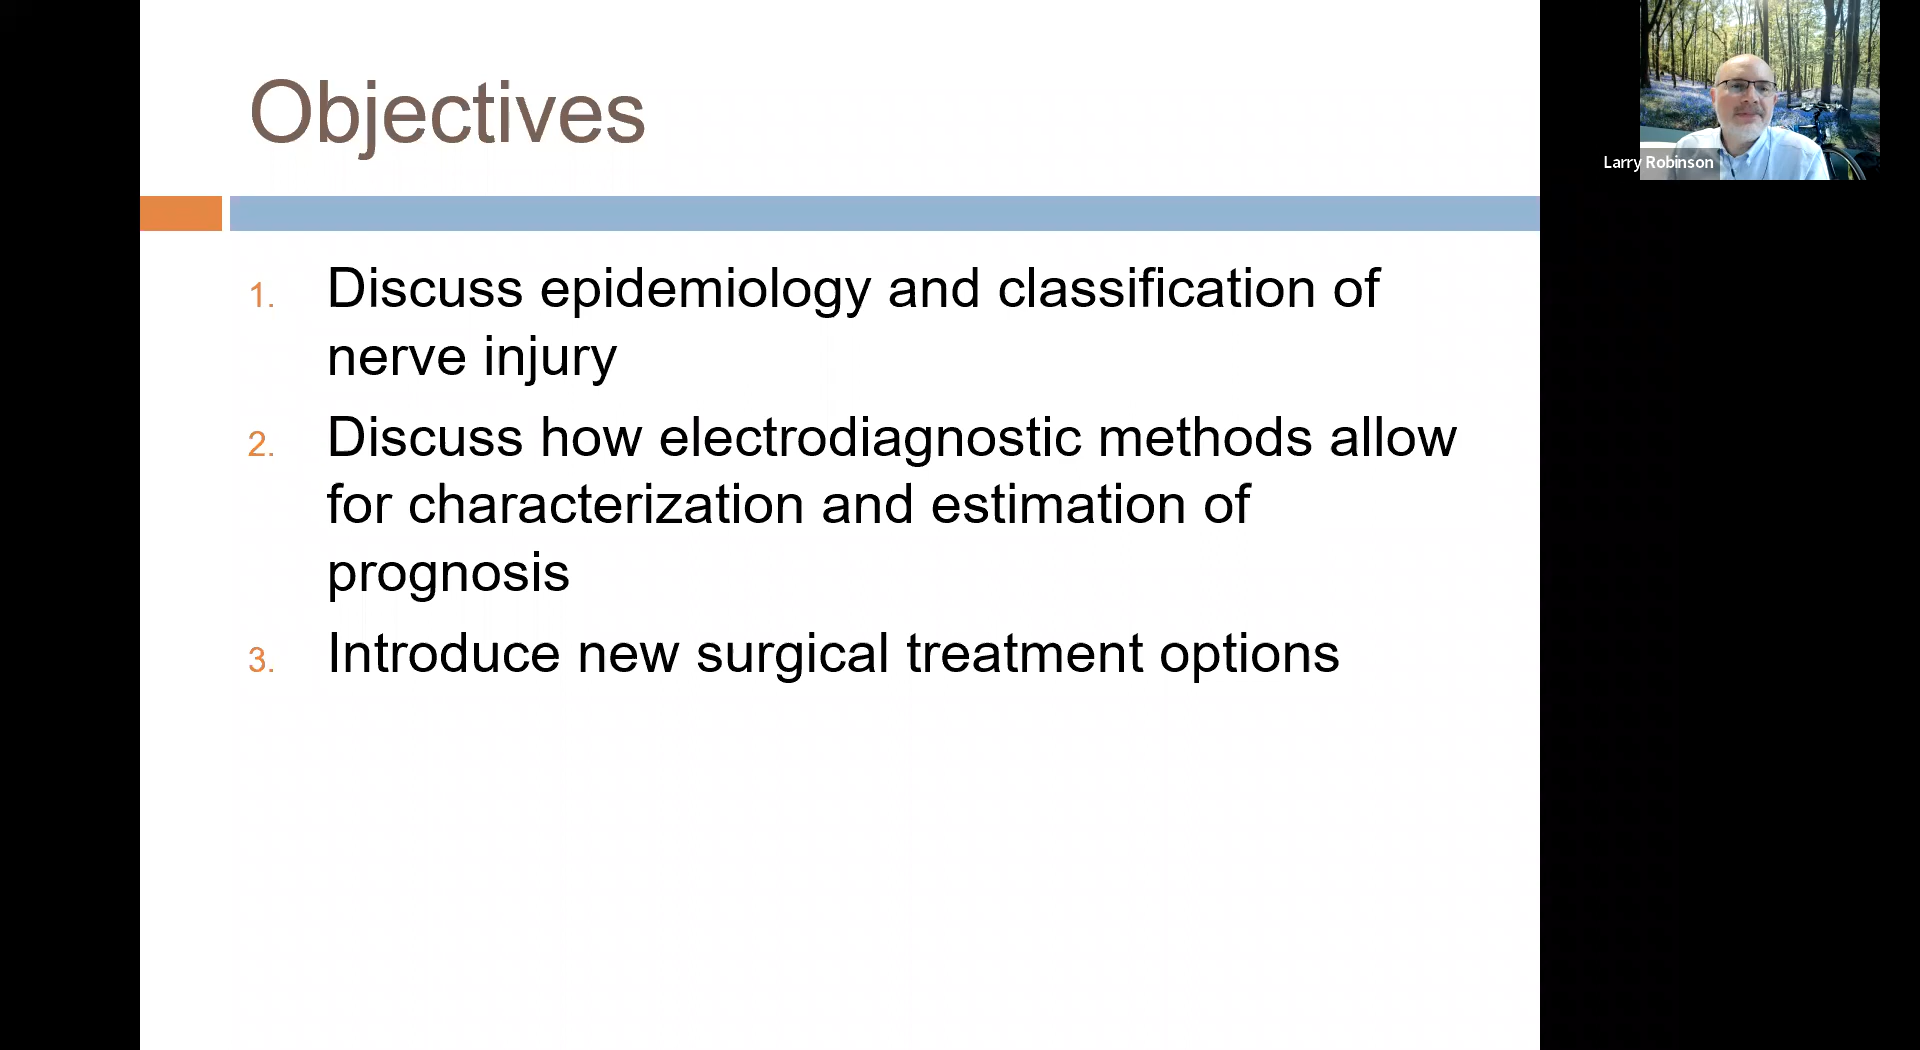 Objectives
1. Discuss epidemiology and classification of
nerve injury
2. Discuss how electrodiagnostic methods allow
for characterization and estimation of
prognosis
3. Introduce new surgical treatment options
Larry Robinson